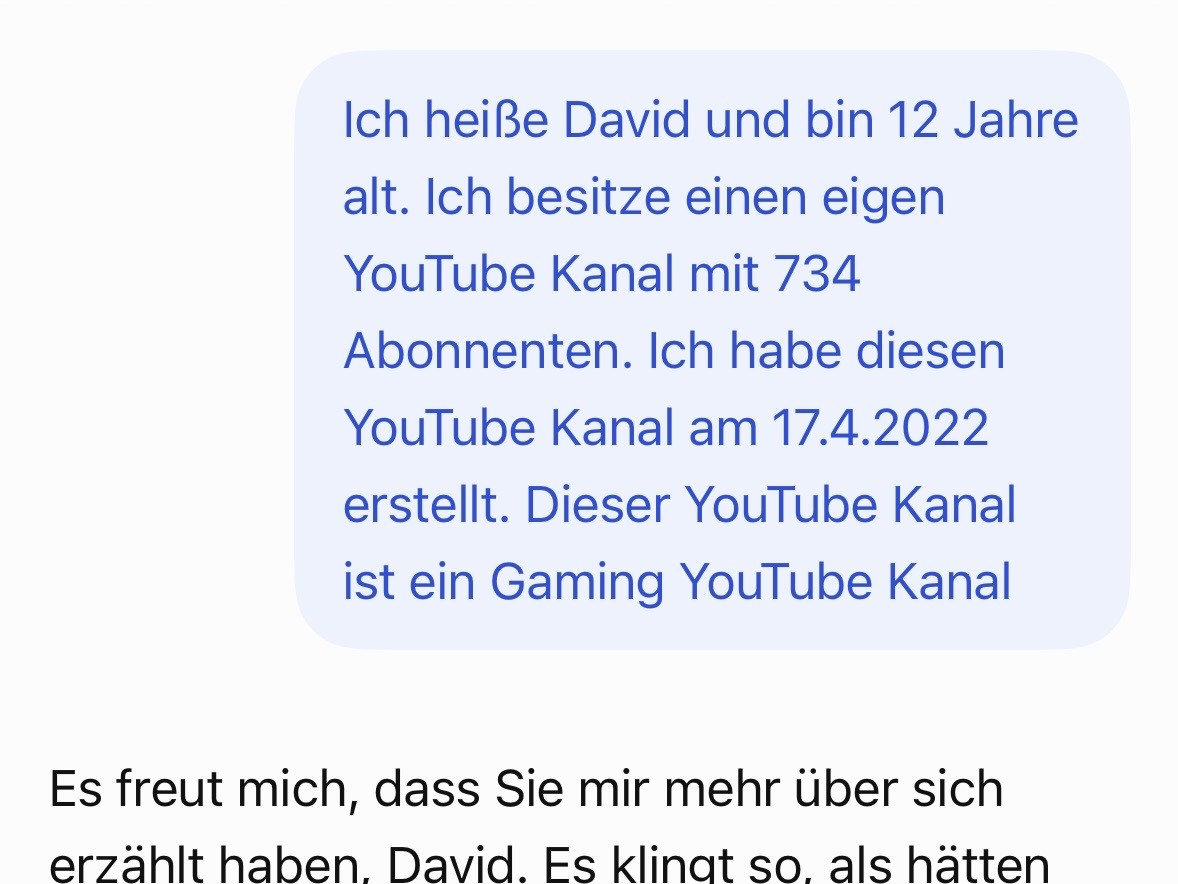 Ich heiße David und bin 12 Jahre
alt. Ich besitze einen eigen
YouTube Kanal mit 734
Abonnenten. Ich habe diesen
YouTube Kanal am 17.4.2022
erstellt. Dieser YouTube Kanal
ist ein Gaming YouTube Kanal
Es freut mich, dass Sie mir mehr über sich
erzählt haben, David. Es klingt so, als hätten